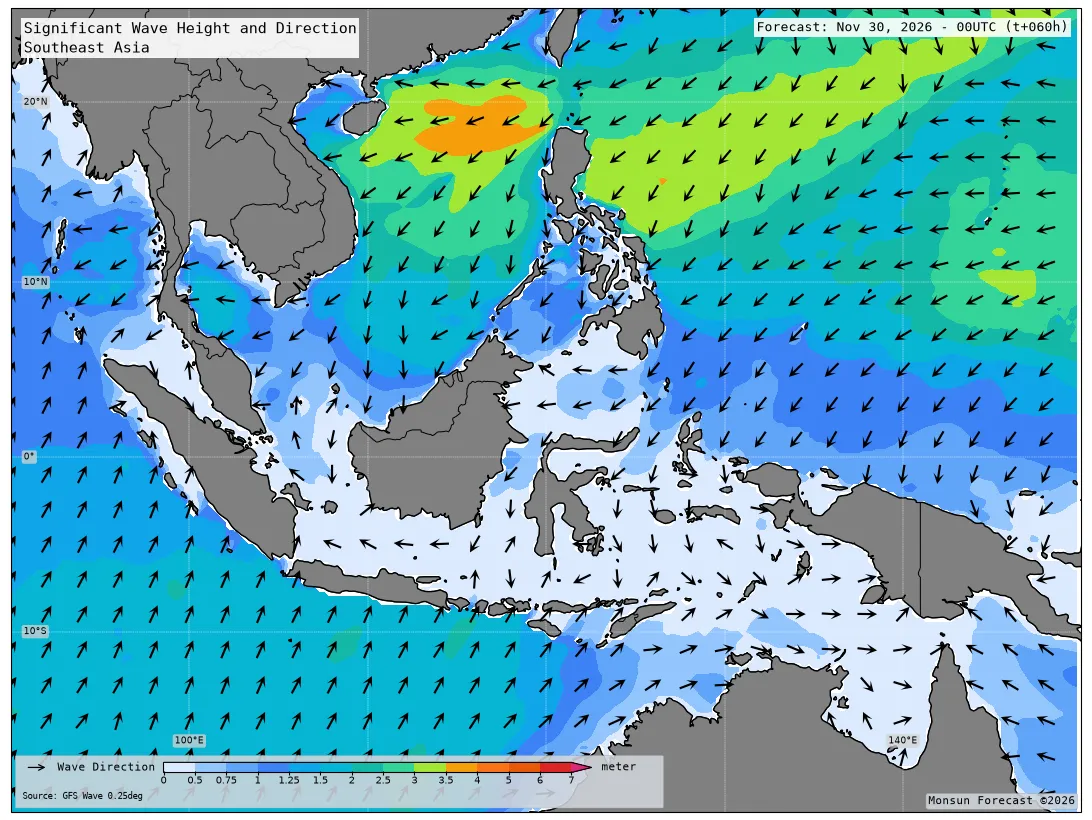 Significant Wave Height and Direction
Southeast Asia
Forecast: Nov 30, 2026 - 00UTC (t+060h)
20°N
10°N
0°
10°S
100°E
140°E
Wave Direction
0 0.5 0.75 1 1.25 1.5 2 2.5 3 3.5 4 5 6 7
meter
Source: GFS Wave 0.25deg
Monsun Forecast ©2026